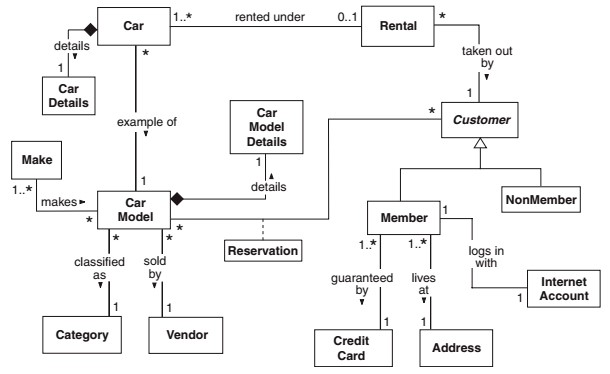 Car
1..*
rented under
0..1
Rental
*
details
1
*
taken out
by
1
Car
Details
example of
Car
Model
Details
*
Customer
Make
1
1..*
makes
1
details
Car
Model
*
*
NonMember
Member
1
*
*
Reservation
1..*
1..*
logs in
with
classified
as
sold
by
guaranteed
by
lives
at
Internet
Account
1
1
1
Category
Vendor
1
1
Credit
Card
Address